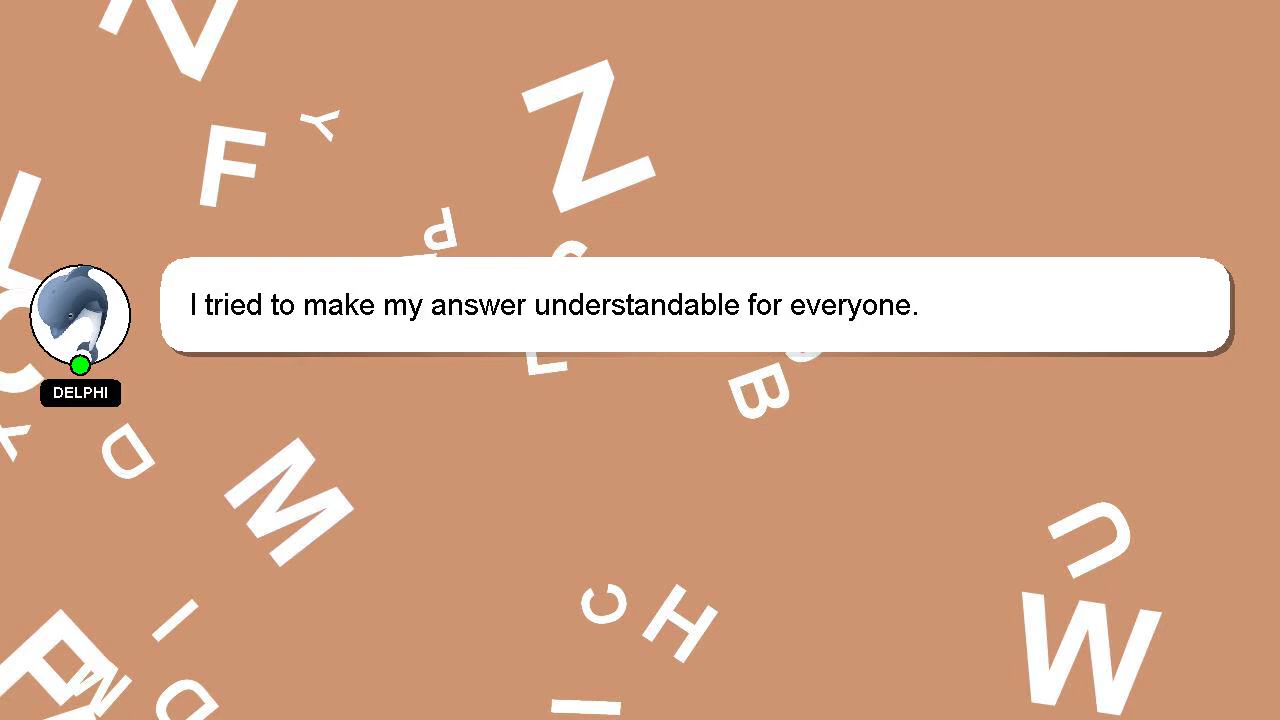 I tried to make my answer understandable for everyone.
DELPHI
V
Z
F
Y
P
S
L
B
C
Y
D
M
U
C
H
W
I
M
D
I